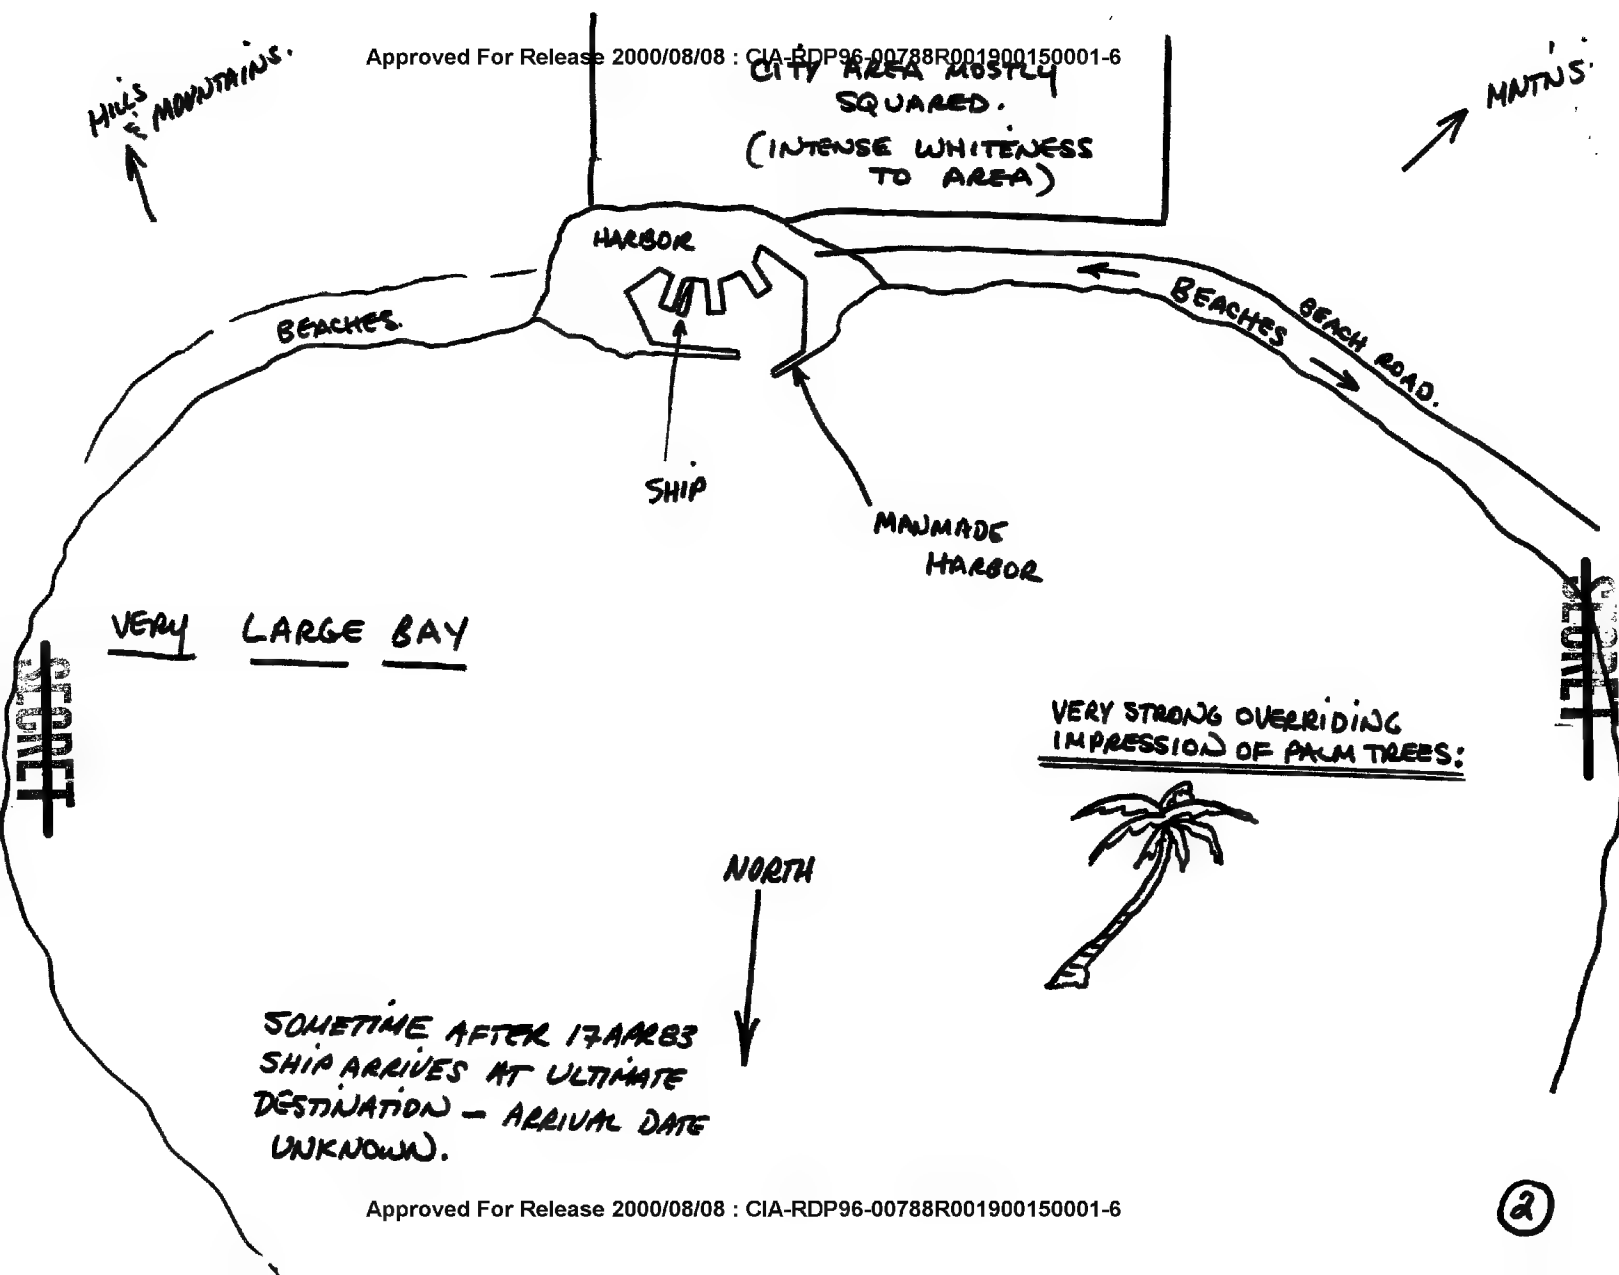 Approved For Release 2000/08/08 : CIA-RDP96-00788R001900150001-6
HILLS
& MOUNTAINS.
CITY AREA MOSTLY
SQUARED.
(INTENSE WHITENESS
TO AREA)
MNTNS.
HARBOR
BEACHES.
BEACHES
BEACH ROAD.
SHIP
MANMADE
HARBOR
VERY LARGE BAY
SECRET
SECRET
VERY STRONG OVERRIDING
IMPRESSION OF PALM TREES:
NORTH
SOMETIME AFTER 17APR83
SHIP ARRIVES AT ULTIMATE
DESTINATION – ARRIVAL DATE
UNKNOWN.
Approved For Release 2000/08/08 : CIA-RDP96-00788R001900150001-6
2